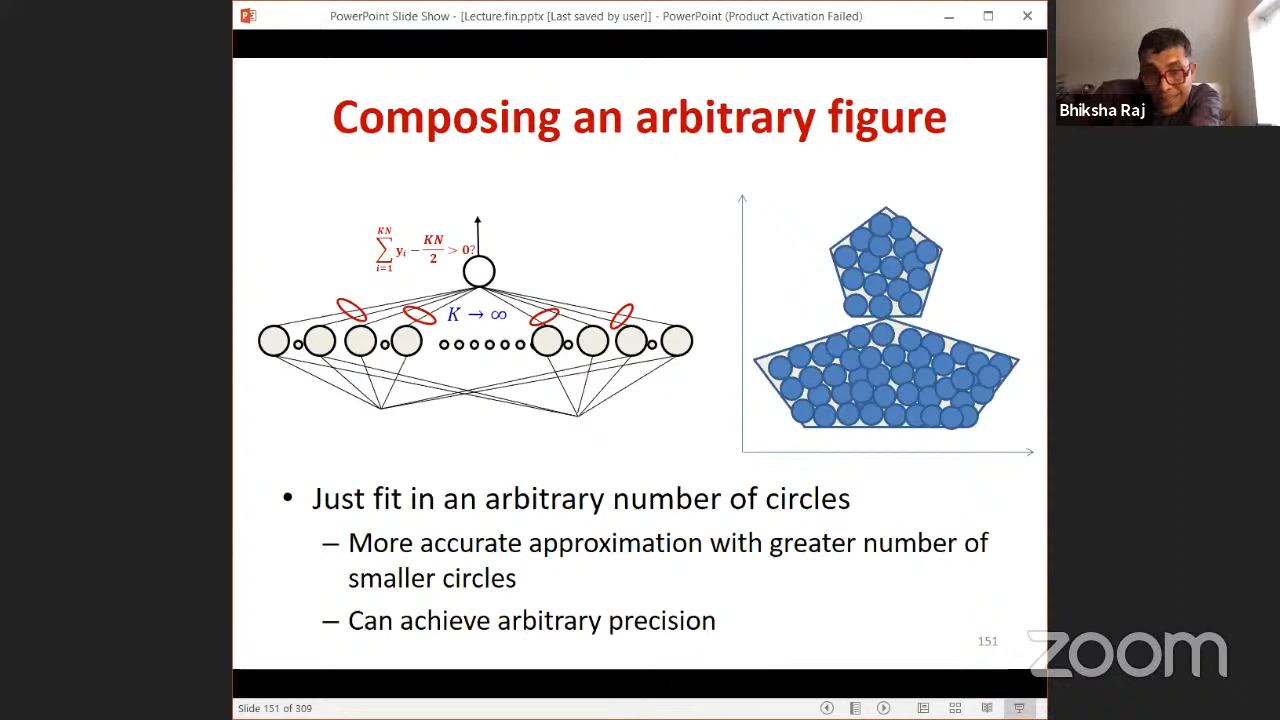 PowerPoint Slide Show - [Lecture.fin.pptx [Last saved by user]] - PowerPoint (Product Activation Failed)
Bhiksha Raj
Composing an arbitrary figure
∑_{i=1}^{KN} y_i − KN/2 > 0?
K → ∞
• Just fit in an arbitrary number of circles
– More accurate approximation with greater number of
smaller circles
– Can achieve arbitrary precision
151
zoom
Slide 151 of 309